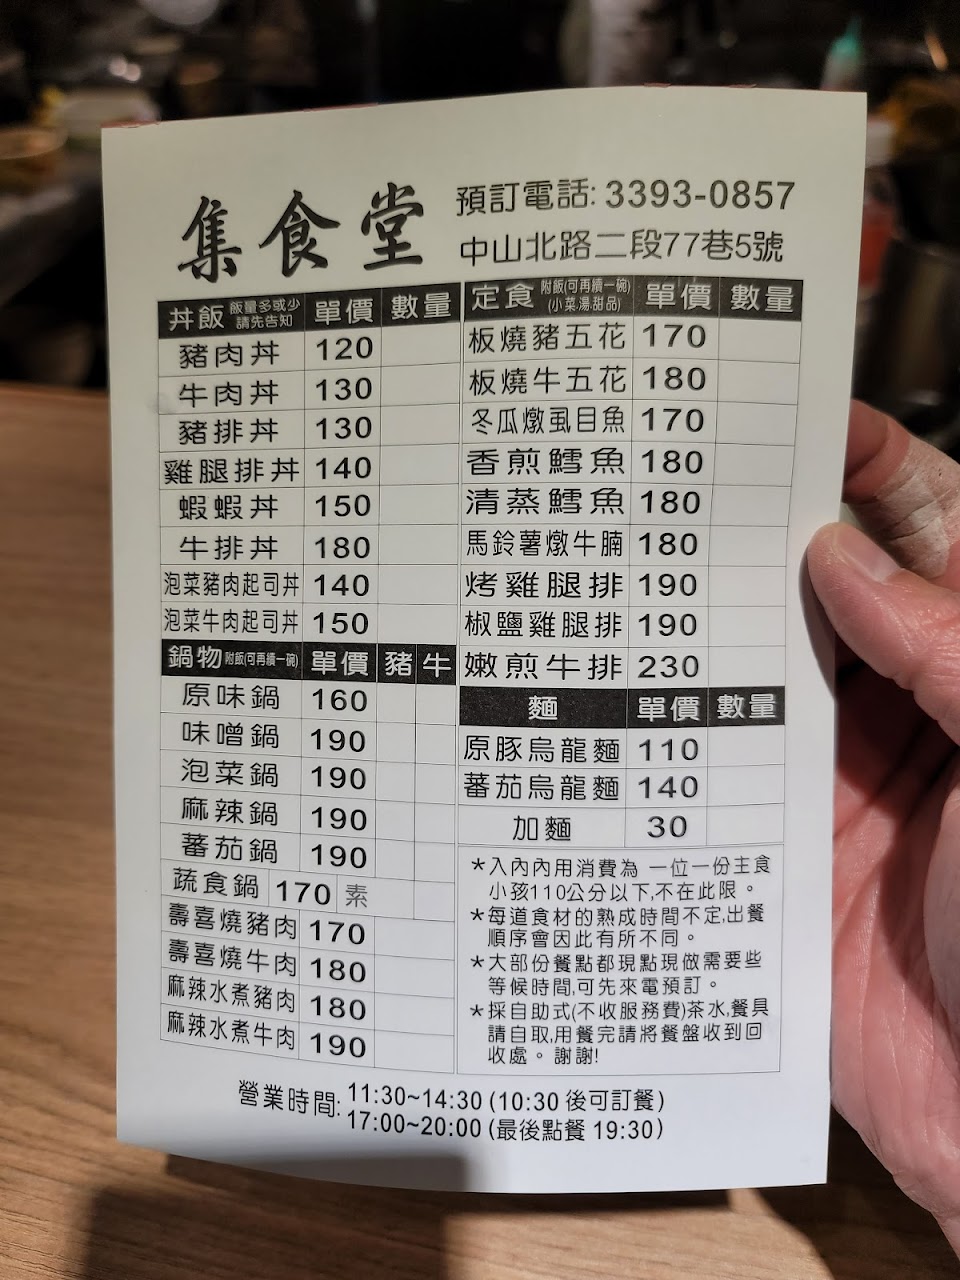 集食堂
預訂電話: 3393-0857
中山北路二段77巷5號
丼飯 飯量多或少 請先告知 單價 數量
豬肉丼 120
牛肉丼 130
豬排丼 130
雞腿排丼 140
蝦蝦丼 150
牛排丼 180
泡菜豬肉起司丼 140
泡菜牛肉起司丼 150
鍋物 附飯(可再續一碗) 單價 豬 牛
原味鍋 160
味噌鍋 190
泡菜鍋 190
麻辣鍋 190
蕃茄鍋 190
蔬食鍋 170 素
壽喜燒豬肉 170
壽喜燒牛肉 180
麻辣水煮豬肉 180
麻辣水煮牛肉 190
定食 附飯(可再續一碗) (小菜.湯.甜品) 單價 數量
板燒豬五花 170
板燒牛五花 180
冬瓜燉虱目魚 170
香煎鱈魚 180
清蒸鱈魚 180
馬鈴薯燉牛腩 180
烤雞腿排 190
椒鹽雞腿排 190
嫩煎牛排 230
麵 單價 數量
原豚烏龍麵 110
蕃茄烏龍麵 140
加麵 30
*入內內用消費為 一位一份主食
小孩110公分以下,不在此限。
*每道食材的熟成時間不定,出餐
順序會因此有所不同。
*大部份餐點都現點現做需要些
等候時間,可先來電預訂。
*採自助式(不收服務費)茶水,餐具
請自取,用餐完請將餐盤收到回
收處。謝謝!
營業時間: 11:30~14:30 (10:30 後可訂餐)
17:00~20:00 (最後點餐 19:30)